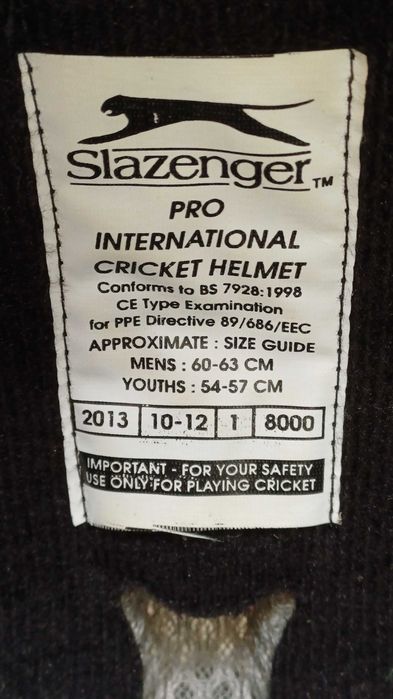 Slazenger TM
PRO
INTERNATIONAL
CRICKET HELMET
Conforms to BS 7928:1998
CE Type Examination
for PPE Directive 89/686/EEC
APPROXIMATE : SIZE GUIDE
MENS : 60-63 CM
YOUTHS : 54-57 CM
2013 10-12 1 8000
IMPORTANT - FOR YOUR SAFETY
USE ONLY FOR PLAYING CRICKET